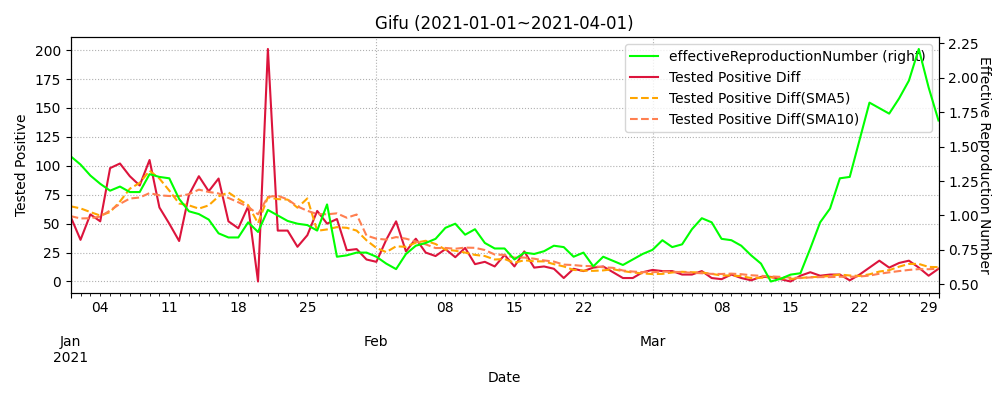 Gifu (2021-01-01~2021-04-01)
effectiveReproductionNumber (right)
Tested Positive Diff
Tested Positive Diff(SMA5)
Tested Positive Diff(SMA10)
Tested Positive
200
175
150
125
100
75
50
25
0
2.25
2.00
1.75
1.50
1.25
1.00
0.75
0.50
Effective Reproduction Number
04 11 18 25 08 15 22 08 15 22 29
Jan Feb Mar
2021
Date